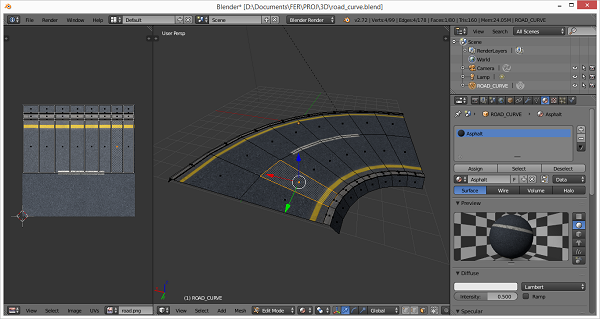 Blender* [D:\Documents\FER\PROP\3D\road_curve.blend]
File Render Window Help Default Scene Blender Render v2.72 | Verts:4/99 | Edges:4/178 | Faces:1/80 | Tris:160 | Mem:24.05M | ROAD_CURVE
View Search All Scenes
User Persp
Scene
RenderLayers
World
Camera
Lamp
ROAD_CURVE
ROAD_CURVE Asphalt
Asphalt
Assign Select Deselect
Asphalt F Data
Surface Wire Volume Halo
Preview
Diffuse
Lambert
Intensity: 0.500 Ramp
Specular
(1) ROAD_CURVE
View Select Image UVs road.png
View Select Add Mesh Edit Mode Global